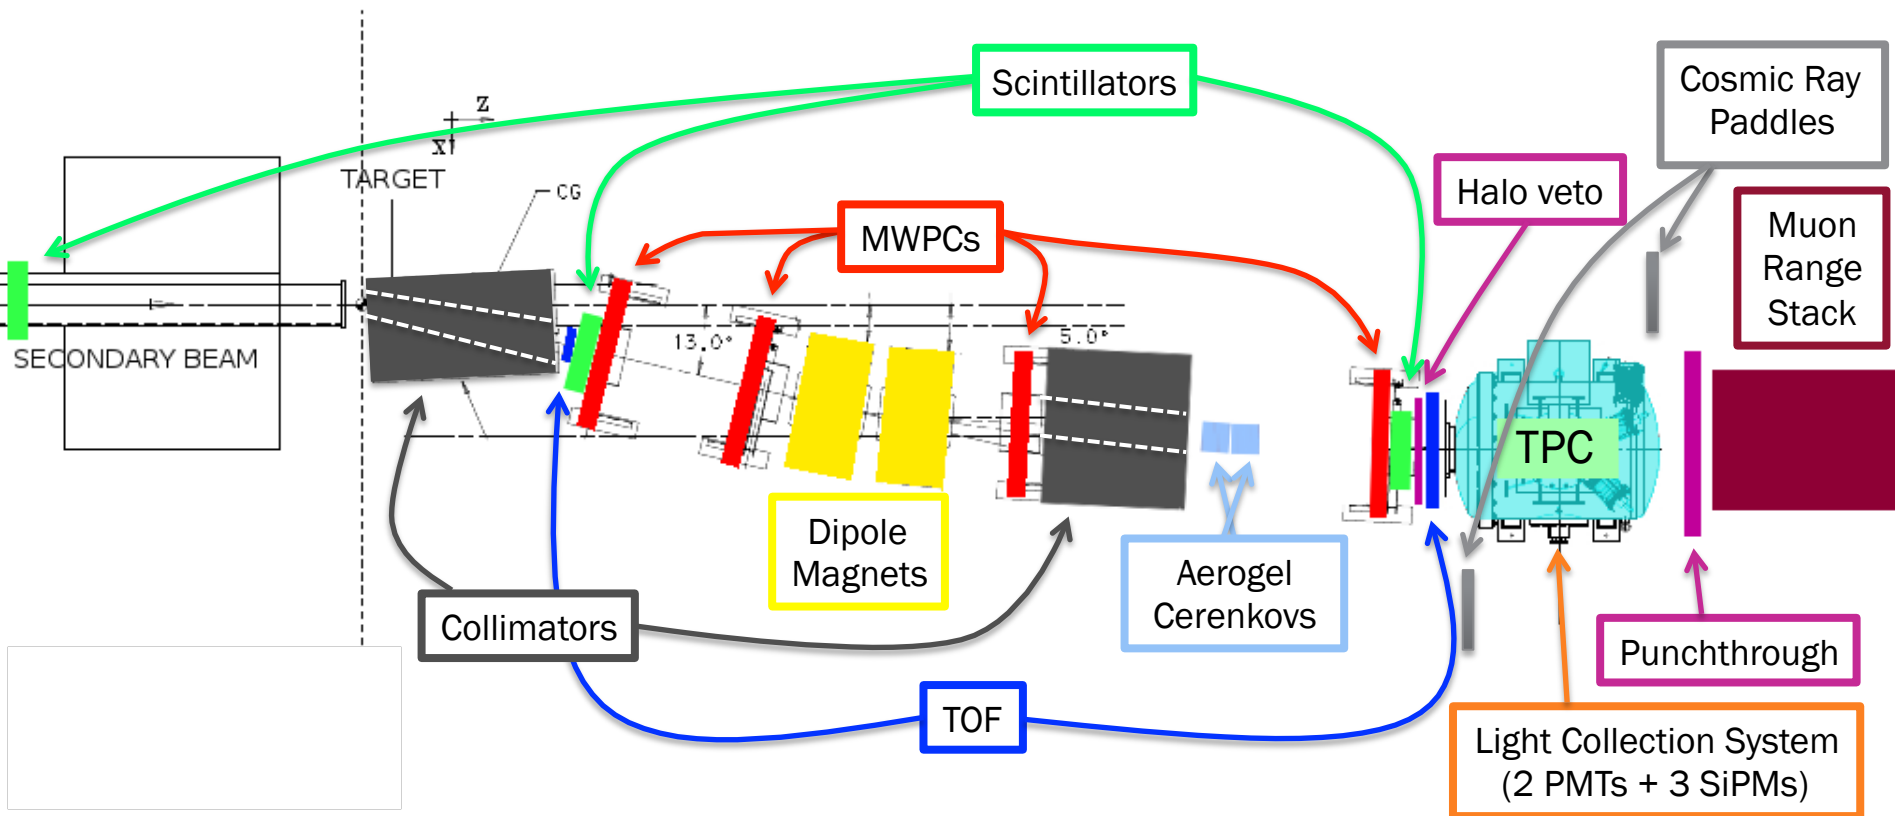 Scintillators
Cosmic Ray
Paddles
Z
X
TARGET
CG
Halo veto
MWPCs
Muon
Range
Stack
SECONDARY BEAM
13.0°
5.0°
TPC
Dipole
Magnets
Aerogel
Cerenkovs
Collimators
Punchthrough
TOF
Light Collection System
(2 PMTs + 3 SiPMs)